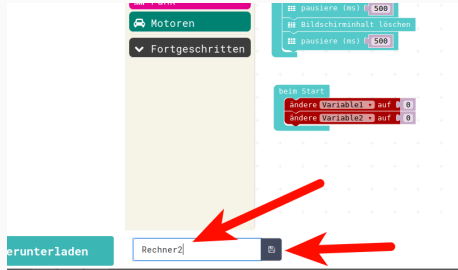 Motoren
Fortgeschritten
pausiere (ms) 500
Bildschirminhalt löschen
pausiere (ms) 500
beim Start
ändere Variable1 auf 0
ändere Variable2 auf 0
erunterladen
Rechner2